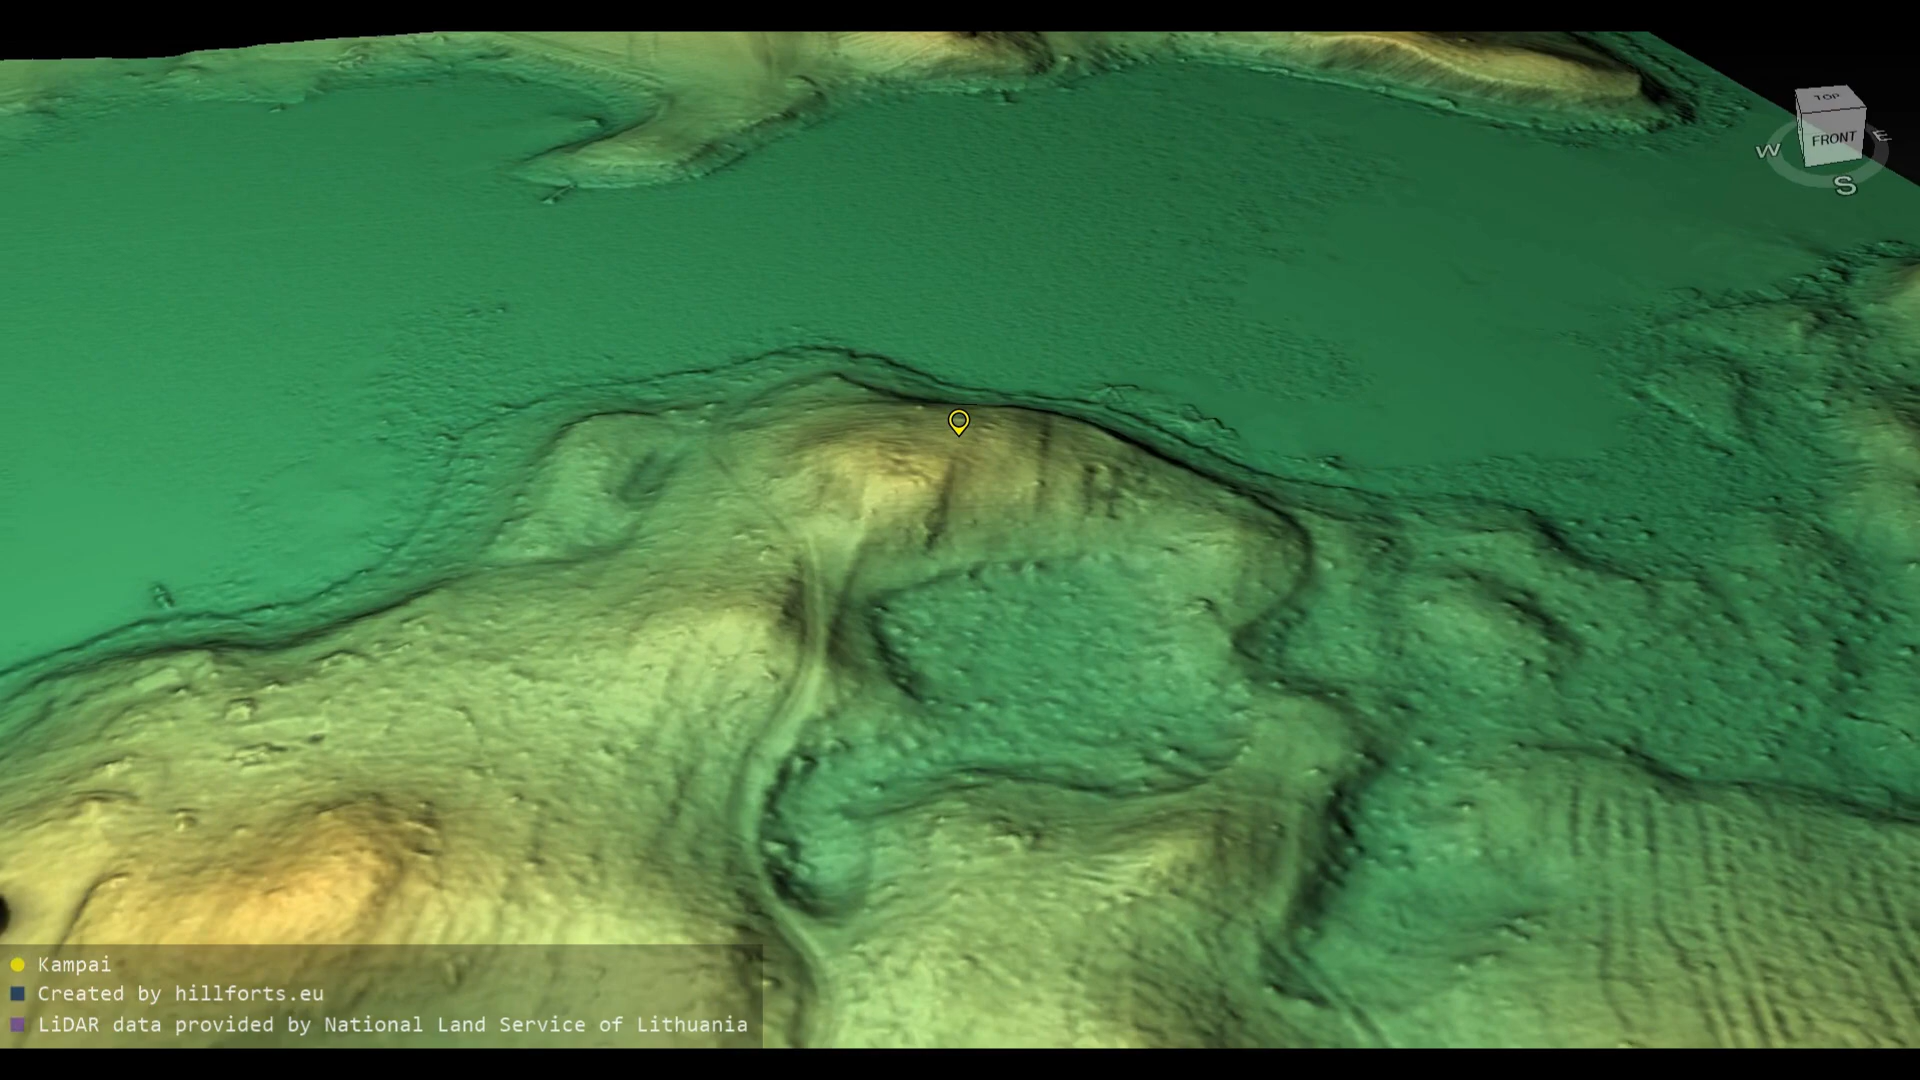 TOP
FRONT
W
E
S
Kampai
Created by hillforts.eu
LiDAR data provided by National Land Service of Lithuania